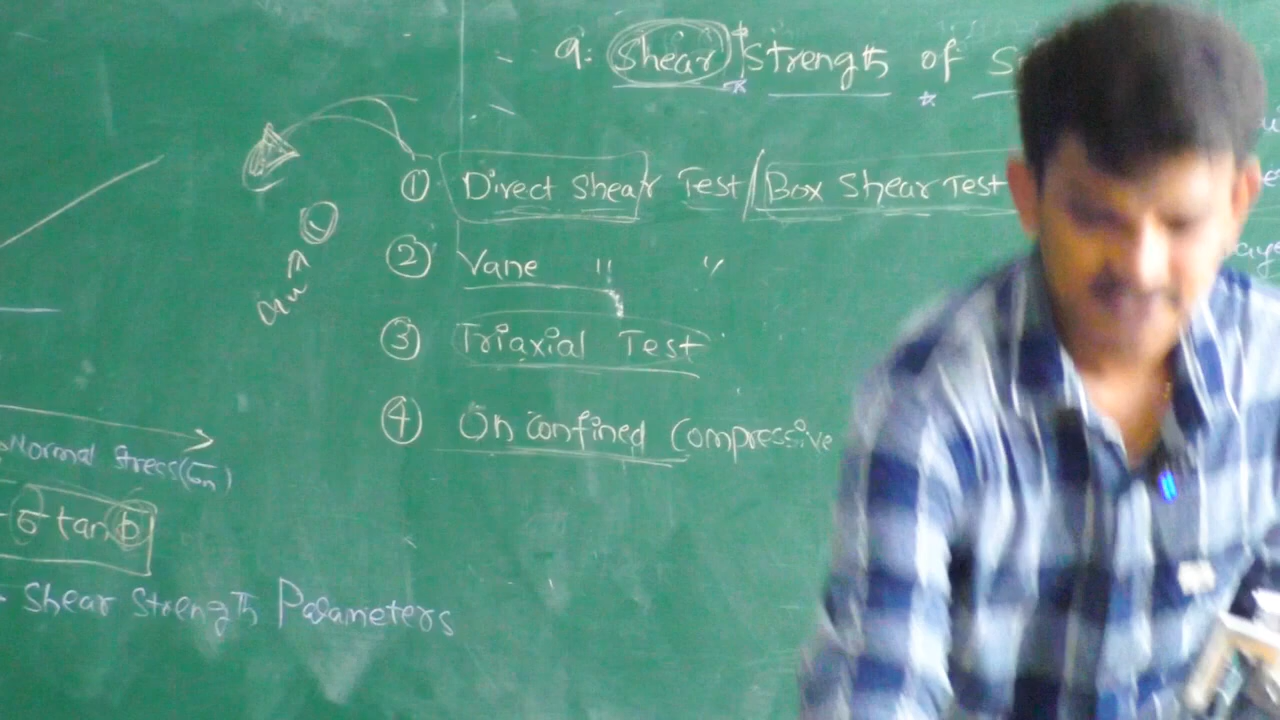 9. Shear Strength of S
① Direct Shear Test/Box Shear Test
② Vane " "
③ Triaxial Test
④ Un confined Compressive
Normal Stress(σn)
σ tan ϕ
- Shear Strength Parameters